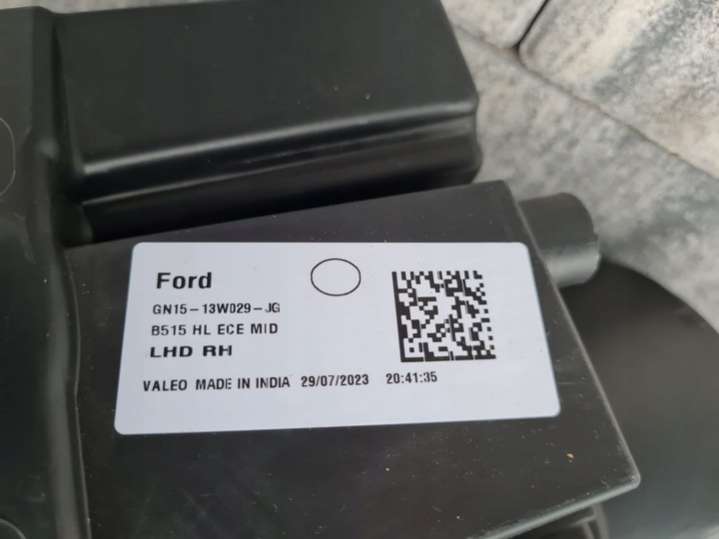 Ford
GN15-13W029-JG
B515 HL ECE MID
LHD RH
VALEO MADE IN INDIA 29/07/2023 20:41:35